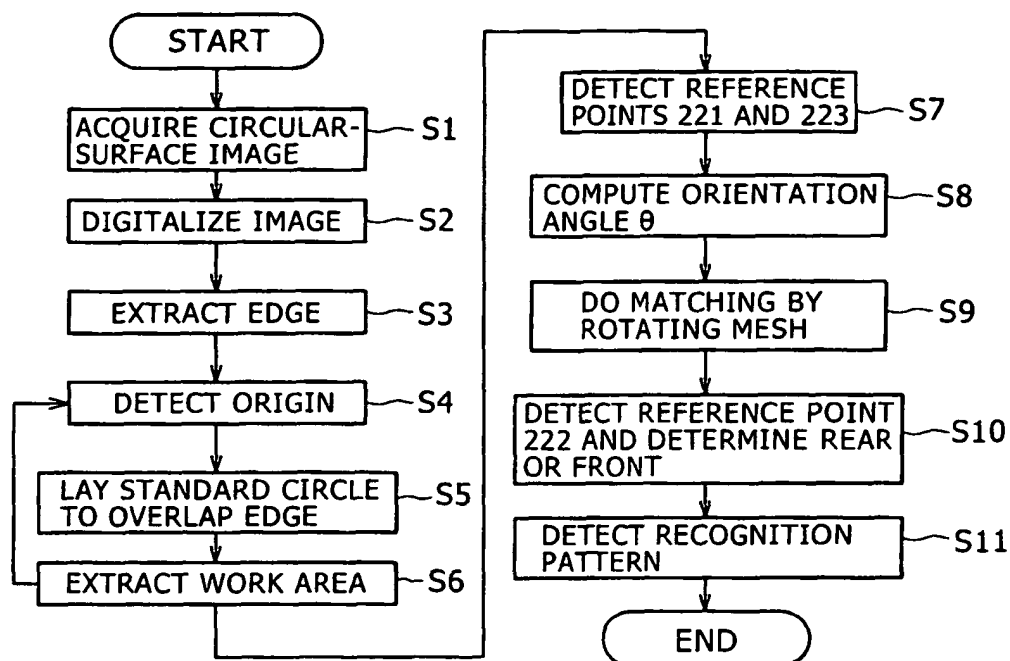 START
ACQUIRE CIRCULAR-
SURFACE IMAGE
S1
DIGITALIZE IMAGE
S2
EXTRACT EDGE
S3
DETECT ORIGIN
S4
LAY STANDARD CIRCLE
TO OVERLAP EDGE
S5
EXTRACT WORK AREA
S6
DETECT REFERENCE
POINTS 221 AND 223
S7
COMPUTE ORIENTATION
ANGLE θ
S8
DO MATCHING BY
ROTATING MESH
S9
DETECT REFERENCE POINT
222 AND DETERMINE REAR
OR FRONT
S10
DETECT RECOGNITION
PATTERN
S11
END